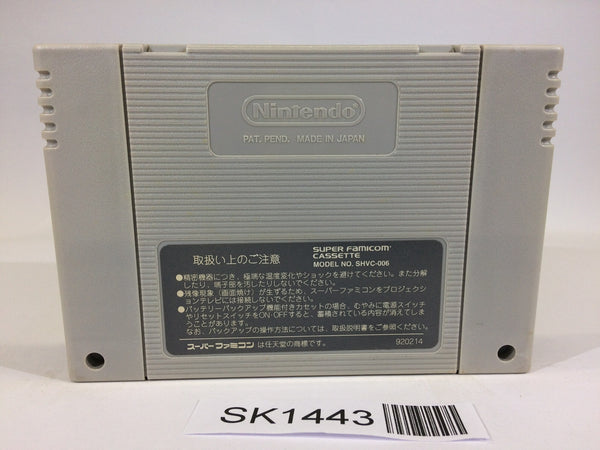 Nintendo
PAT. PEND. MADE IN JAPAN
取扱い上のご注意
SUPER FAMICOM
CASSETTE
MODEL NO. SHVC-006
●精密機器につき、極端な温度変化やショックを避けてください。また分解
したり、端子部を汚したりしないでください。
●残像現象(画面焼け)が生ずるため、スーパーファミコンをプロジェクシ
ョンテレビには接続しないでください。
●バッテリーバックアップ機能付きカセットの場合、むやみに電源スイッチ
やリセットスイッチをON・OFFすると、蓄積されている内容が消えてしま
うことがあります。
なお、バックアップの操作方法については、取扱説明書をご参照ください。
スーパーファミコン は任天堂の商標です。
920214
SK1443